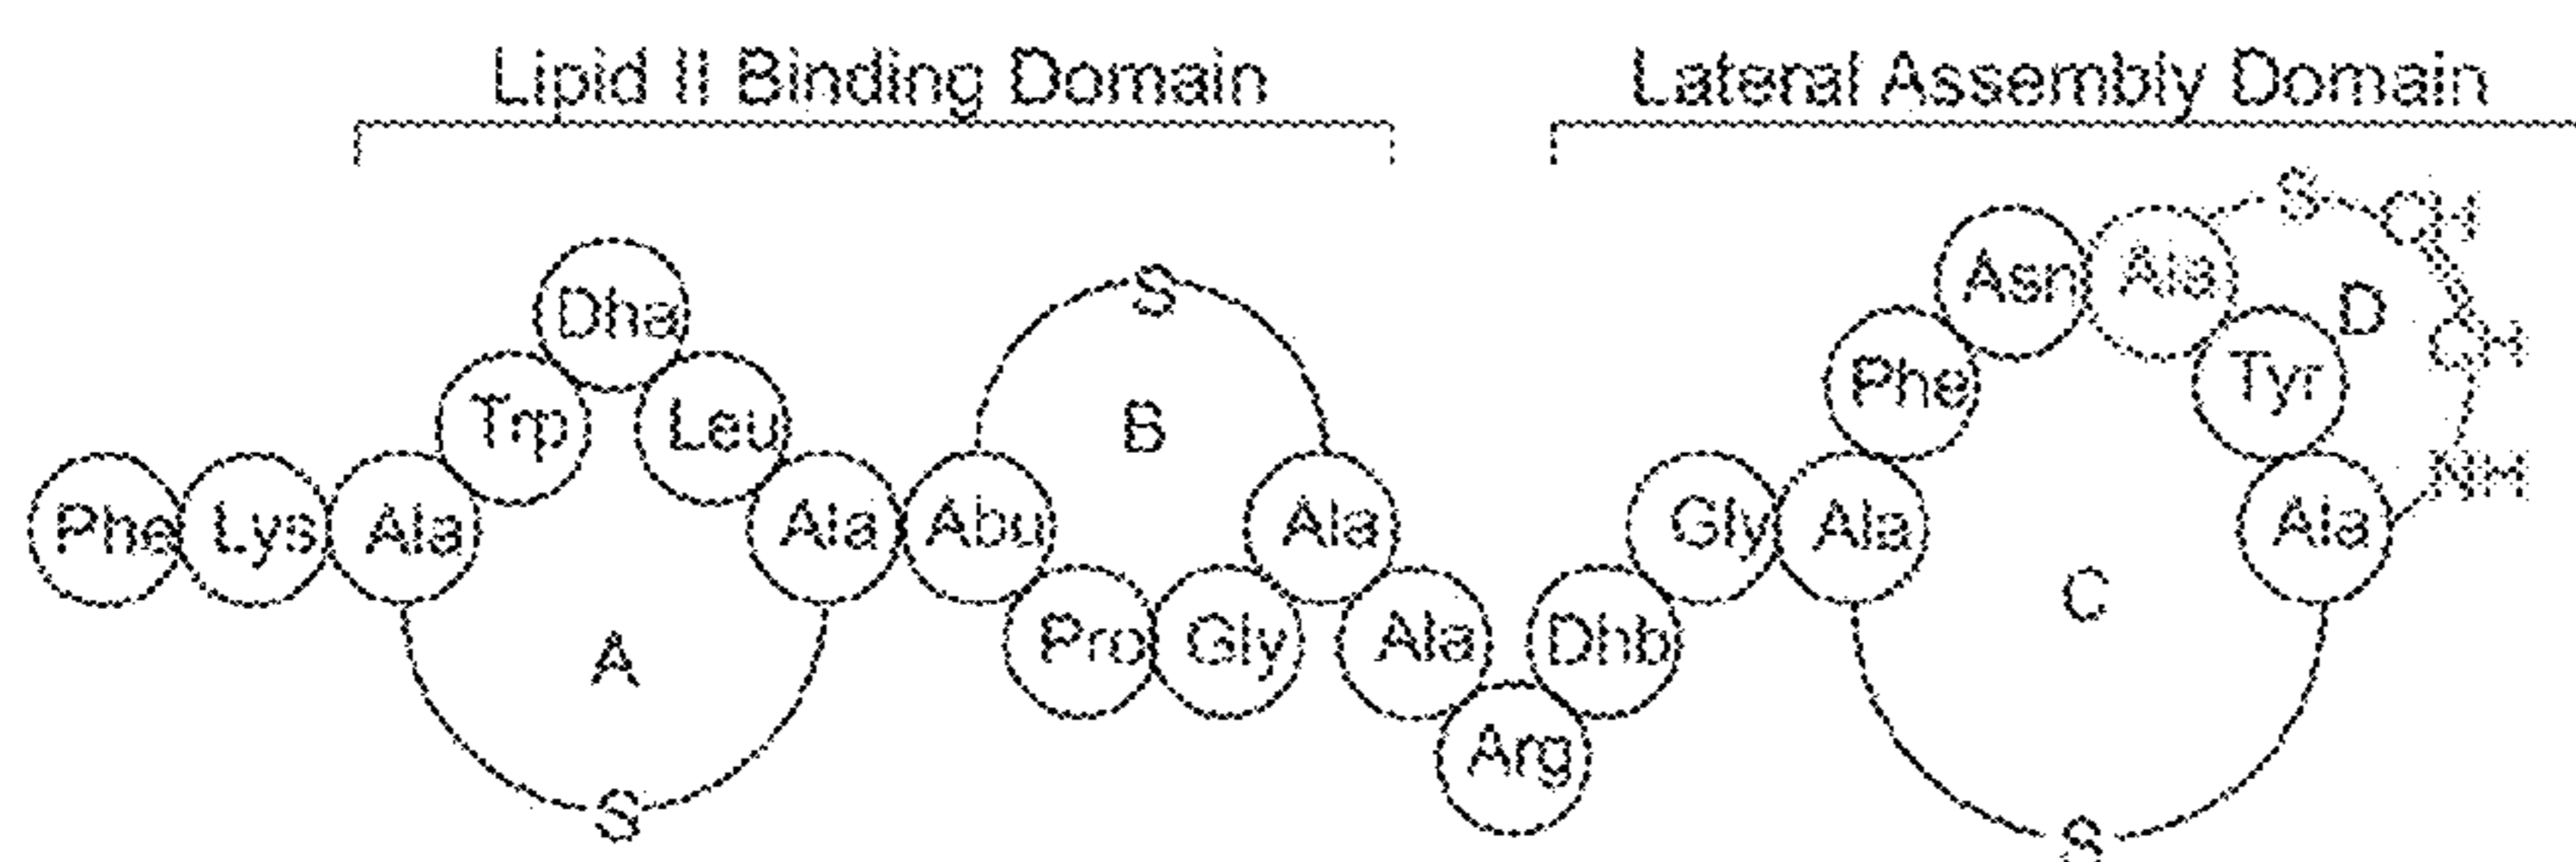 Lipid II Binding Domain
Lateral Assembly Domain
S
CH
CH
NH
Phe
Lys
Ala
Trp
Dha
Leu
Ala
Abu
Pro
Gly
Ala
Ala
Arg
Dhb
Gly
Ala
Phe
Asn
Ala
Tyr
Ala
A
S
B
S
C
S
D